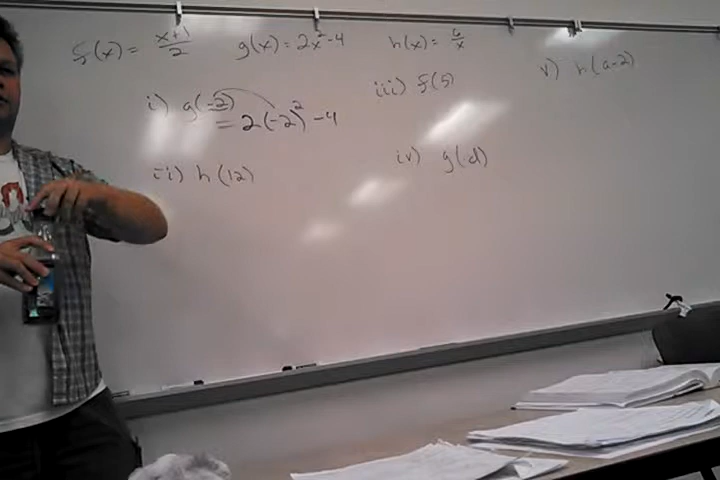 f(x) = x+1/2 g(x) = 2x²-4 h(x) = 6/x
i) g(-2)
= 2(-2)² -4
ii) h(12)
iii) f(5)
iv) g(d)
v) h(a-2)